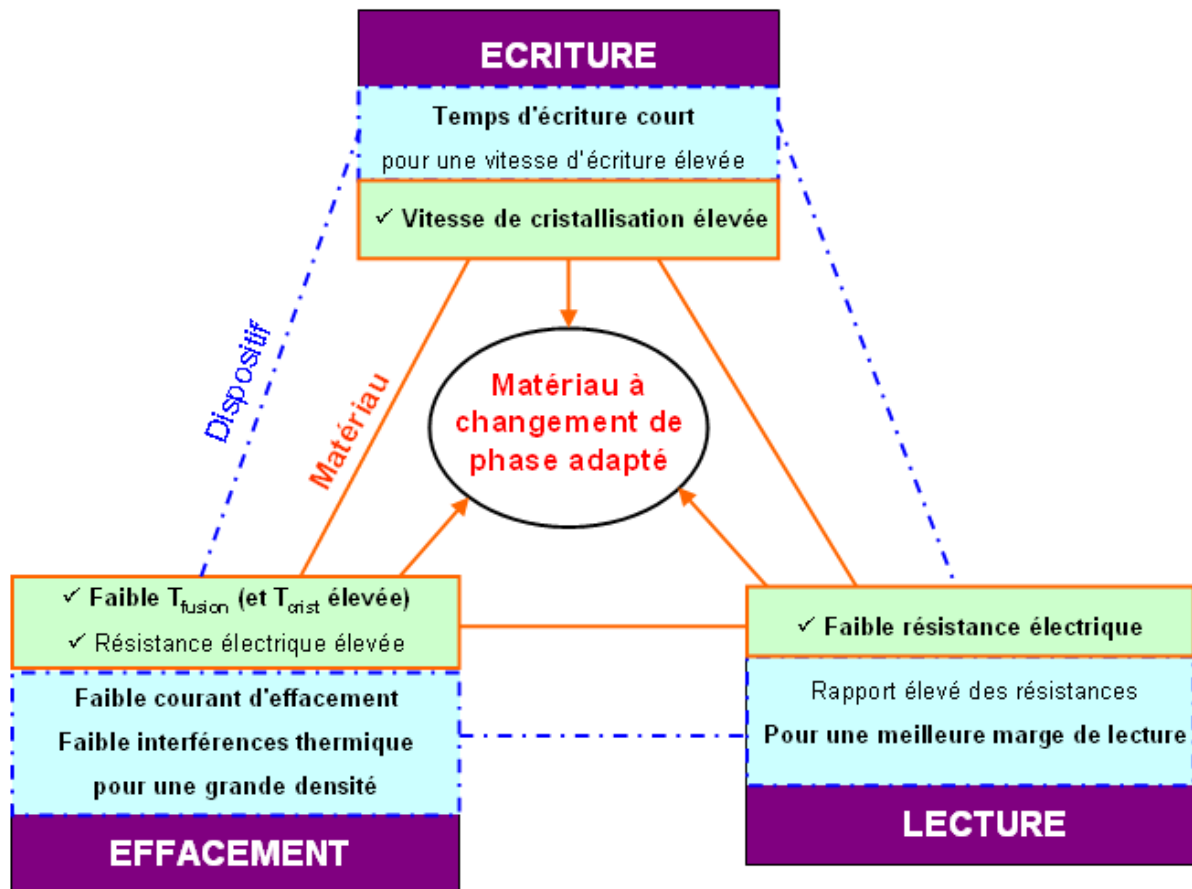 ECRITURE
Temps d'écriture court
pour une vitesse d'écriture élevée
✓ Vitesse de cristallisation élevée
Dispositif
Matériau
Matériau à
changement de
phase adapté
✓ Faible Tfusion (et Tcrist élevée)
✓ Résistance électrique élevée
Faible courant d'effacement
Faible interférences thermique
pour une grande densité
EFFACEMENT
✓ Faible résistance électrique
Rapport élevé des résistances
Pour une meilleure marge de lecture
LECTURE